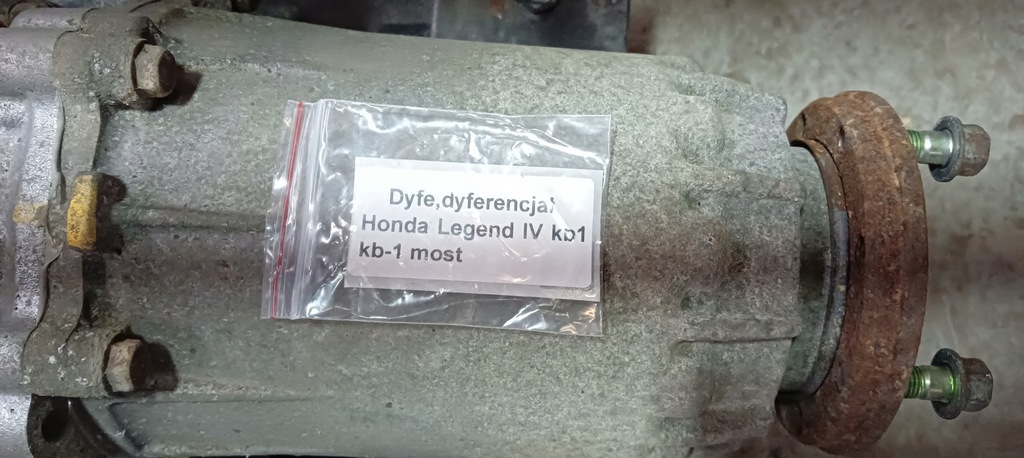 Dyfe,dyferencjał
Honda Legend IV kb1
kb-1 most